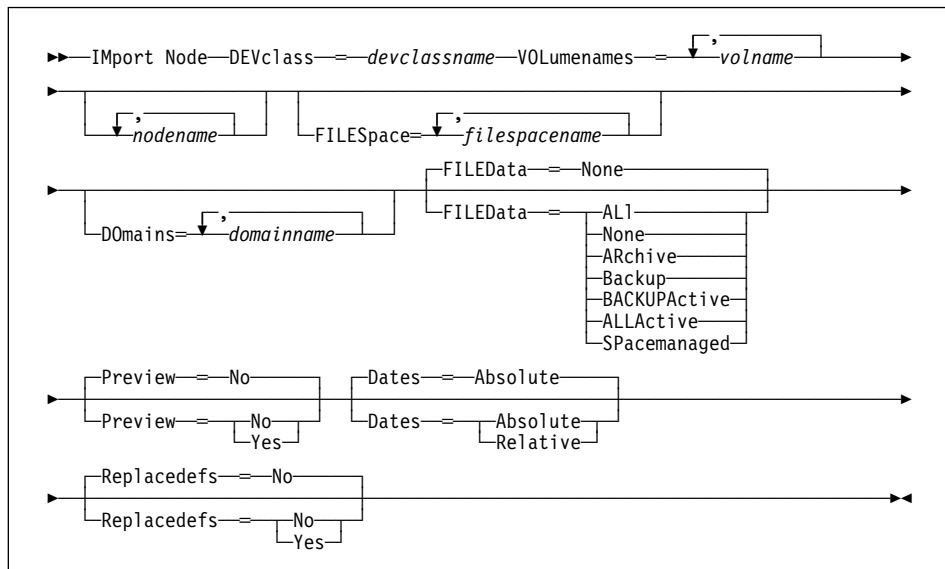 IMport Node DEVclass = devclassname VOLumenames = , volname
, nodename FILESpace= , filespacename
DOmains= , domainname
FILEData = None
FILEData = ALl
None
ARchive
Backup
BACKUPActive
ALLActive
SPacemanaged
Preview = No
Preview = No
Yes
Dates = Absolute
Dates = Absolute
Relative
Replacedefs = No
Replacedefs = No
Yes